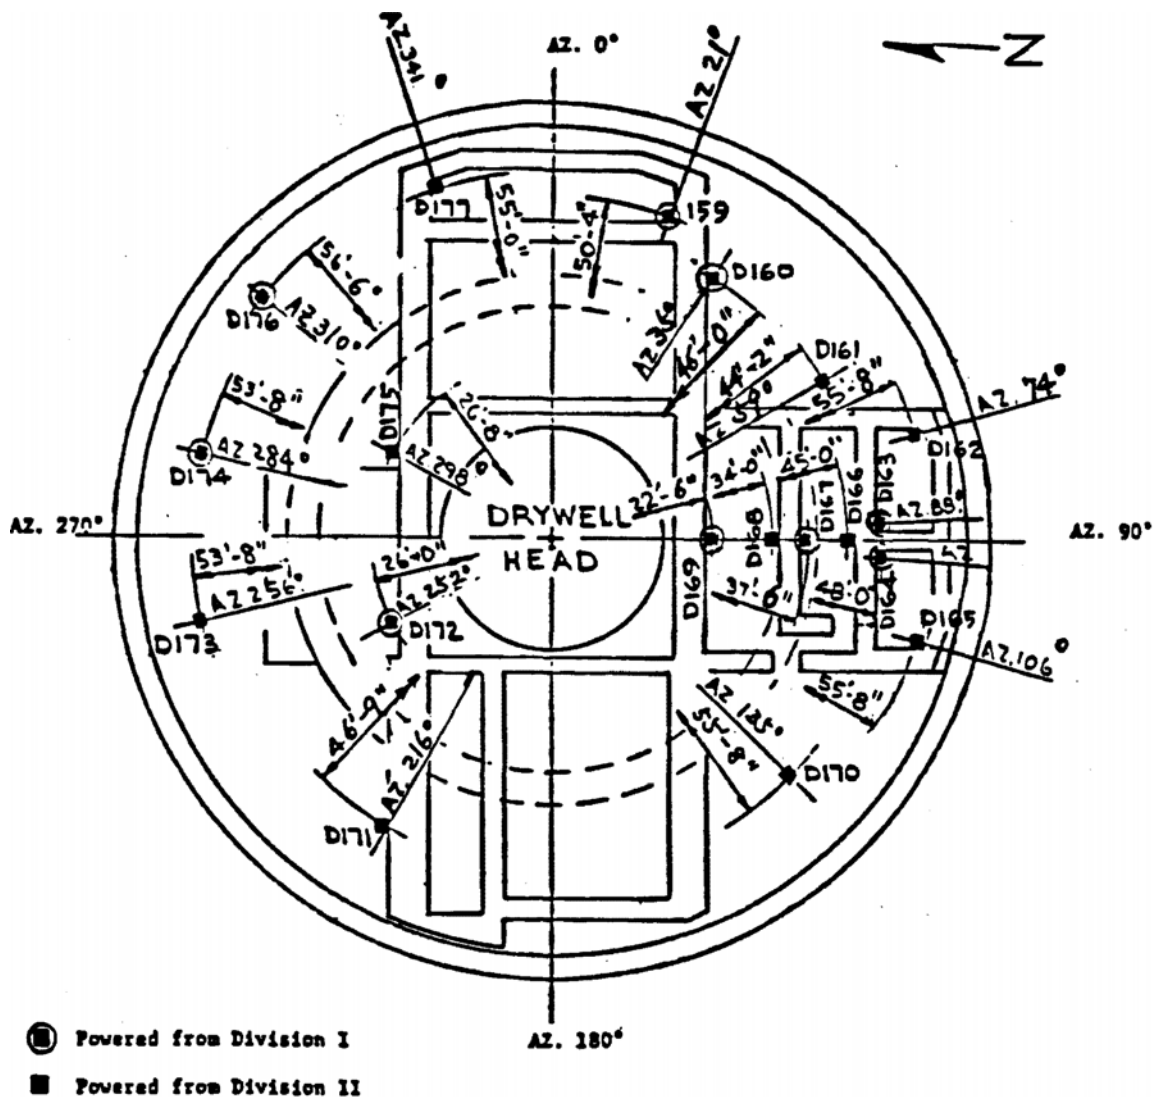 AZ. 0°
N
AZ 341°
AZ 21°
D177
55'-0"
50'-4"
159
D160
56'-6"
D176
AZ 310°
AZ 35°
46'-0"
44'-2"
D161
AZ 59°
55'-8"
AZ. 74°
53'-8"
D175
26'-8"
D174
AZ 284°
AZ 298°
D162
D163
45'-0"
34'-0"
22'-6"
D167
D166
AZ 88°
AZ. 270°
DRYWELL
HEAD
D168
AZ. 90°
AZ
53'-8"
26'-0"
AZ 256°
AZ 252°
D173
D172
D169
37'-6"
48'-0"
D164
D165
AZ. 106°
55'-8"
46'-9"
AZ. 216°
AZ 135°
55'-8"
D170
D171
Powered from Division I
AZ. 180°
Powered from Division II